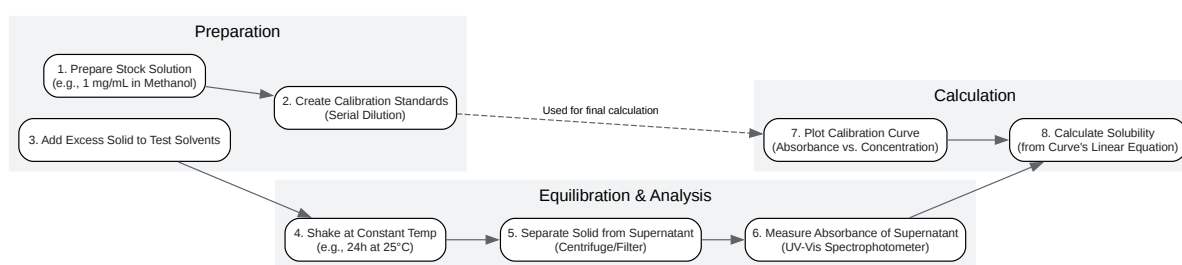 Preparation
1. Prepare Stock Solution
(e.g., 1 mg/mL in Methanol)
2. Create Calibration Standards
(Serial Dilution)
3. Add Excess Solid to Test Solvents
Used for final calculation
Calculation
7. Plot Calibration Curve
(Absorbance vs. Concentration)
8. Calculate Solubility
(from Curve's Linear Equation)
Equilibration & Analysis
4. Shake at Constant Temp
(e.g., 24h at 25°C)
5. Separate Solid from Supernatant
(Centrifuge/Filter)
6. Measure Absorbance of Supernatant
(UV-Vis Spectrophotometer)